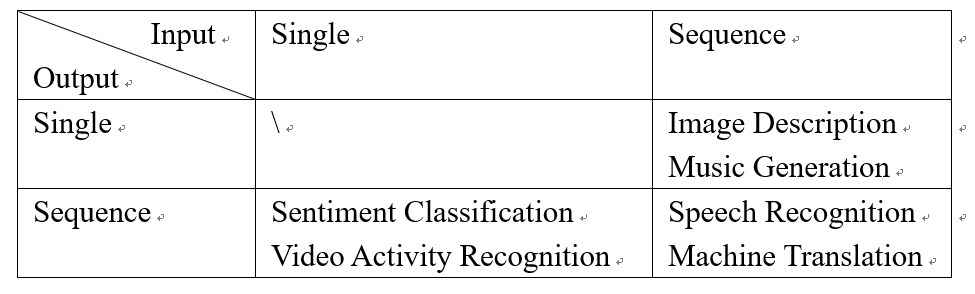 Input
Output
Single
Sequence
Single
\
Image Description
Music Generation
Sequence
Sentiment Classification
Video Activity Recognition
Speech Recognition
Machine Translation